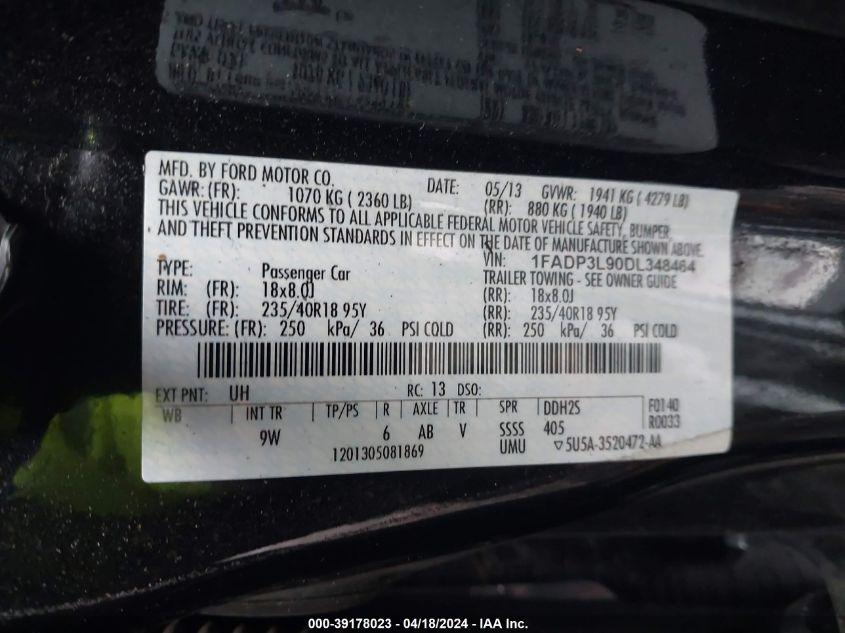 MFD. BY FORD MOTOR CO. DATE: 05/13 GVWR: 1941 KG ( 4279 LB)
GAWR: (FR): 1070 KG ( 2360 LB) (RR): 880 KG ( 1940 LB)
THIS VEHICLE CONFORMS TO ALL APPLICABLE FEDERAL MOTOR VEHICLE SAFETY, BUMPER,
AND THEFT PREVENTION STANDARDS IN EFFECT ON THE DATE OF MANUFACTURE SHOWN ABOVE.
VIN: 1FADP3L90DL348464
TYPE: Passenger Car TRAILER TOWING - SEE OWNER GUIDE
RIM: (FR): 18x8.0J (RR): 18x8.0J
TIRE: (FR): 235/40R18 95Y (RR): 235/40R18 95Y
PRESSURE: (FR): 250 kPa/ 36 PSI COLD (RR): 250 kPa/ 36 PSI COLD
EXT PNT: UH RC: 13 DSO:
WB INT TR TP/PS R AXLE TR SPR DDH2S F0140
9W 6 AB V SSSS 405 R0033
1201305081869 UMU ▽5U5A-3520472-AA
000-39178023 - 04/18/2024 - IAA Inc.